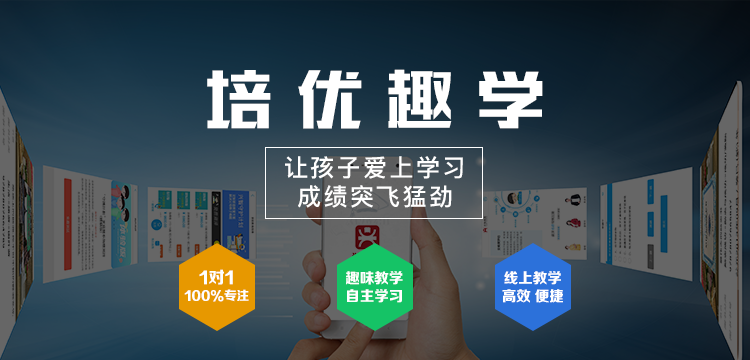 培优趣学
让孩子爱上学习
成绩突飞猛劲
1对1
100%专注
趣味教学
自主学习
线上教学
高效 便捷